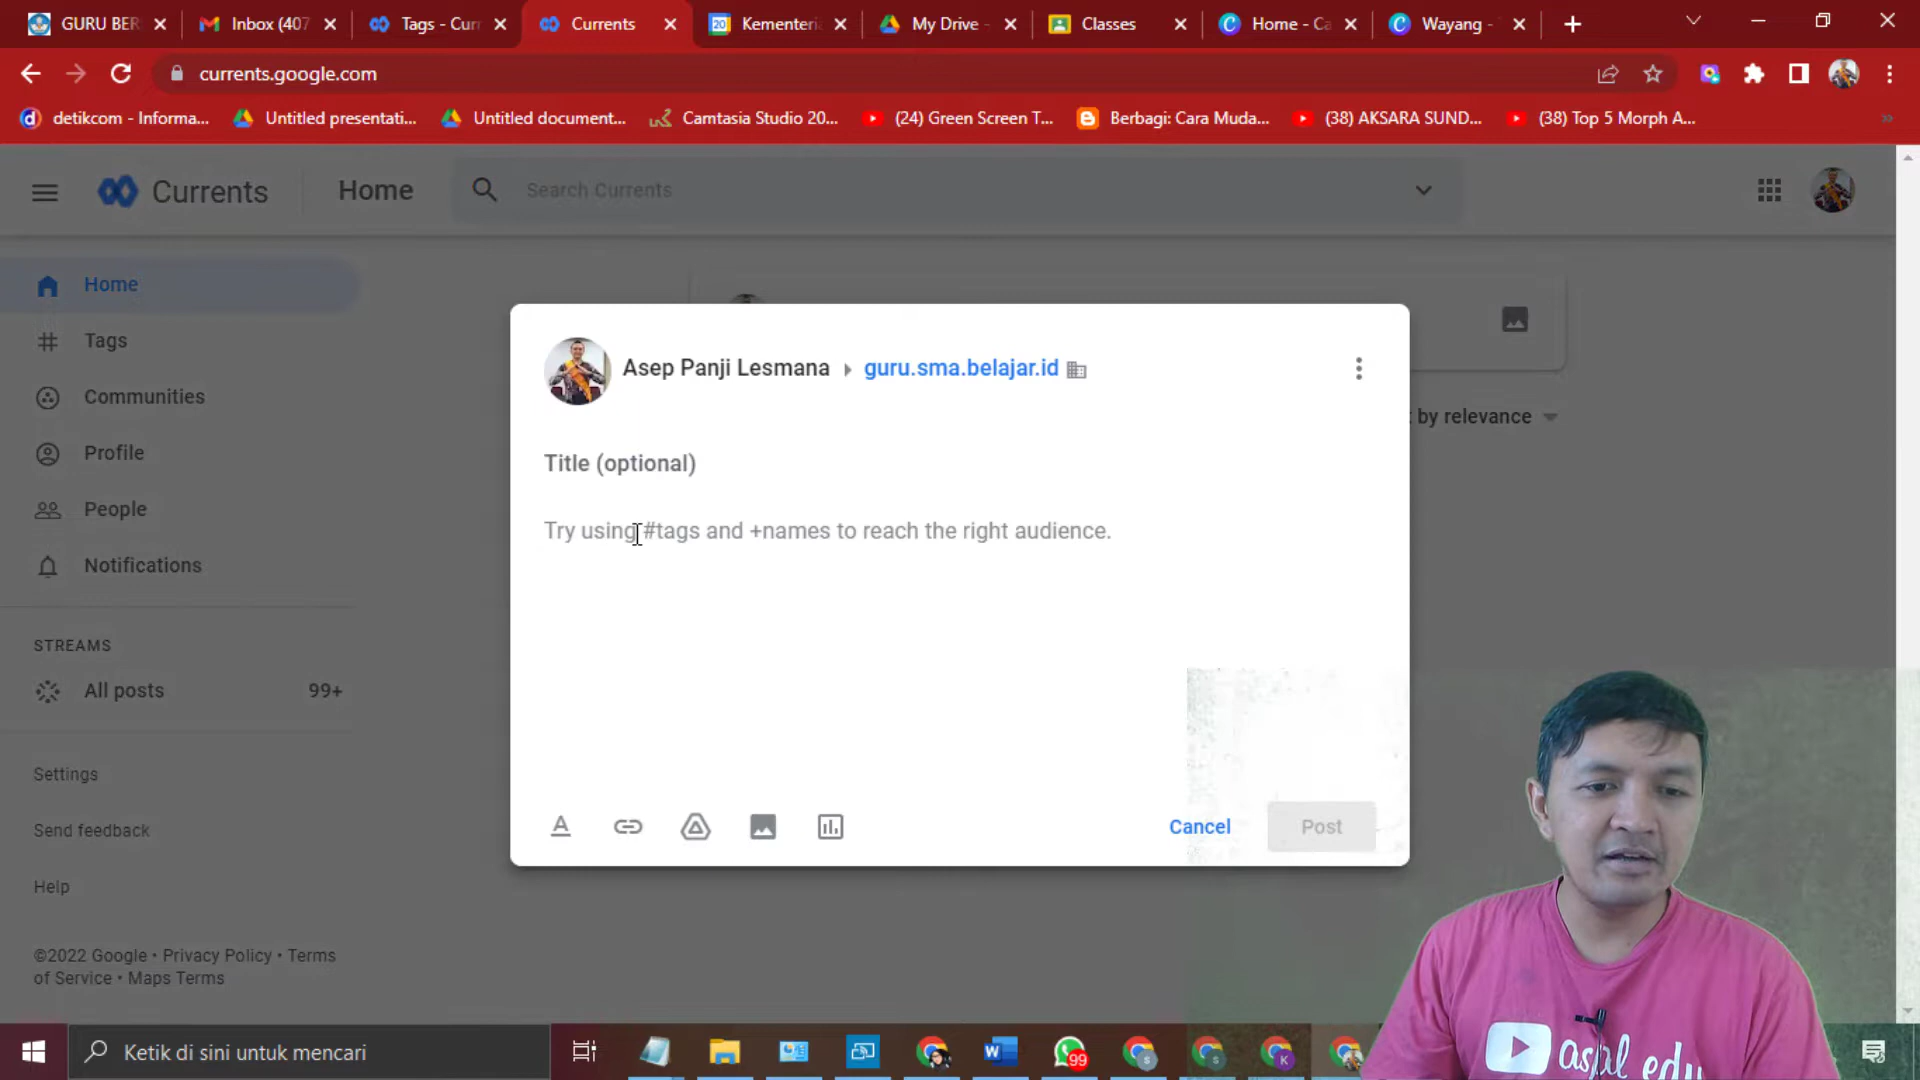 GURU BER
Inbox (407
Tags - Curr
Currents
Kementeri
My Drive -
Classes
Home - Ca
Wayang -
currents.google.com
detikcom - Informa...
Untitled presentati...
Untitled document...
Camtasia Studio 20...
(24) Green Screen T...
Berbagi: Cara Muda...
(38) AKSARA SUND...
(38) Top 5 Morph A...
Currents
Home
Search Currents
Home
Tags
Communities
Profile
People
Notifications
STREAMS
All posts
99+
Settings
Send feedback
Help
©2022 Google • Privacy Policy • Terms
of Service • Maps Terms
by relevance
Asep Panji Lesmana
guru.sma.belajar.id
Title (optional)
Try using #tags and +names to reach the right audience.
Cancel
Post
Ketik di sini untuk mencari
99